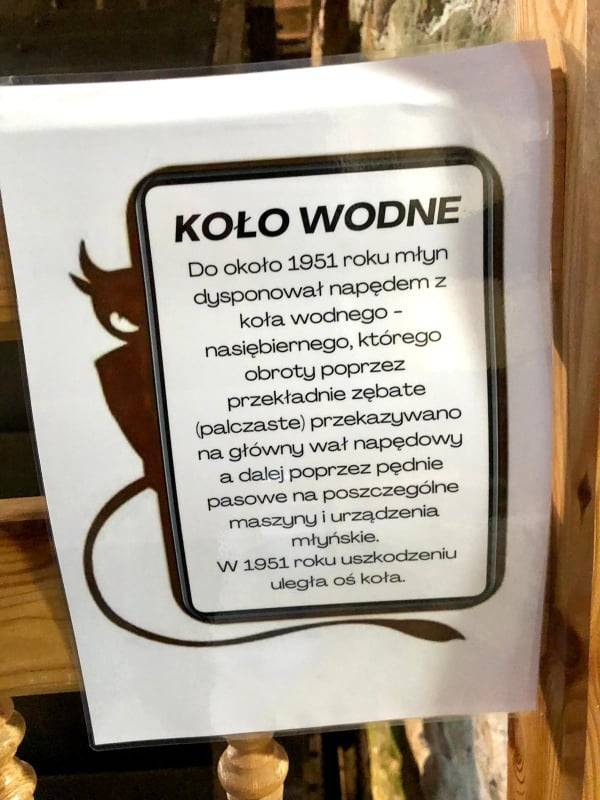 KOŁO WODNE
Do około 1951 roku młyn
dysponował napędem z
koła wodnego -
nasiębiernego, którego
obroty poprzez
przekładnie zębate
(palczaste) przekazywano
na główny wał napędowy
a dalej poprzez pędnie
pasowe na poszczególne
maszyny i urządzenia
młyńskie.
W 1951 roku uszkodzeniu
uległa oś koła.